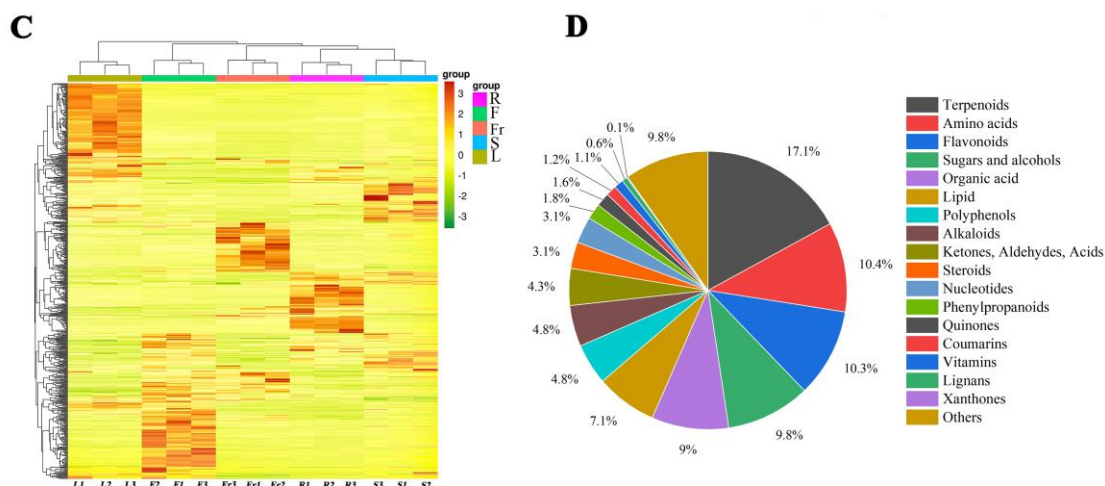 C
group
3
2
1
0
-1
-2
-3
group
R
F
Fr
S
L
L1 L2 L3 F2 F1 F3 Fr3 Fr1 Fr2 R1 R2 R3 S3 S1 S2
D
17.1%
10.4%
10.3%
9.8%
9%
7.1%
4.8%
4.8%
4.3%
3.1%
3.1%
1.8%
1.6%
1.2%
1.1%
0.6%
0.1%
9.8%
Terpenoids
Amino acids
Flavonoids
Sugars and alcohols
Organic acid
Lipid
Polyphenols
Alkaloids
Ketones, Aldehydes, Acids
Steroids
Nucleotides
Phenylpropanoids
Quinones
Coumarins
Vitamins
Lignans
Xanthones
Others